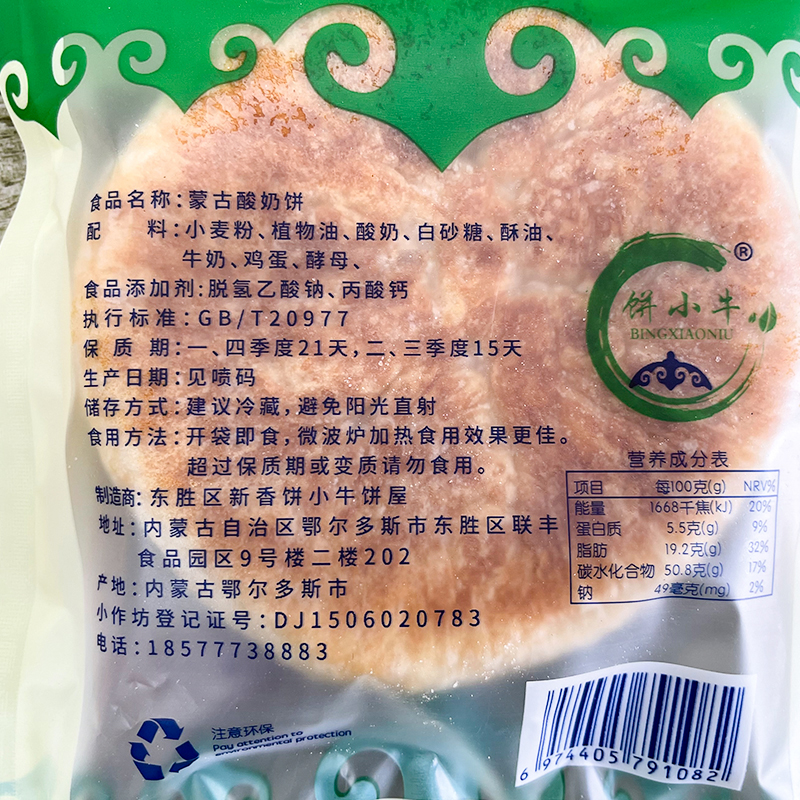 食品名称:蒙古酸奶饼
配 料:小麦粉、植物油、酸奶、白砂糖、酥油、
牛奶、鸡蛋、酵母、
食品添加剂:脱氢乙酸钠、丙酸钙
执行标准:GB/T20977
保 质 期:一、四季度21天,二、三季度15天
生产日期:见喷码
储存方式:建议冷藏,避免阳光直射
食用方法:开袋即食,微波炉加热食用效果更佳。
超过保质期或变质请勿食用。
制造商:东胜区新香饼小牛饼屋
地址:内蒙古自治区鄂尔多斯市东胜区联丰
食品园区9号楼二楼202
产地:内蒙古鄂尔多斯市
小作坊登记证号:DJ1506020783
电话:18577738883
®
饼小牛
BINGXIAONIU
营养成分表
项目 每100克(g) NRV%
能量 1668千焦(kJ) 20%
蛋白质 5.5克(g) 9%
脂肪 19.2克(g) 32%
碳水化合物 50.8克(g) 17%
钠 49毫克(mg) 2%
注意环保
Pay attention to
environmental protection
6 974405 791082